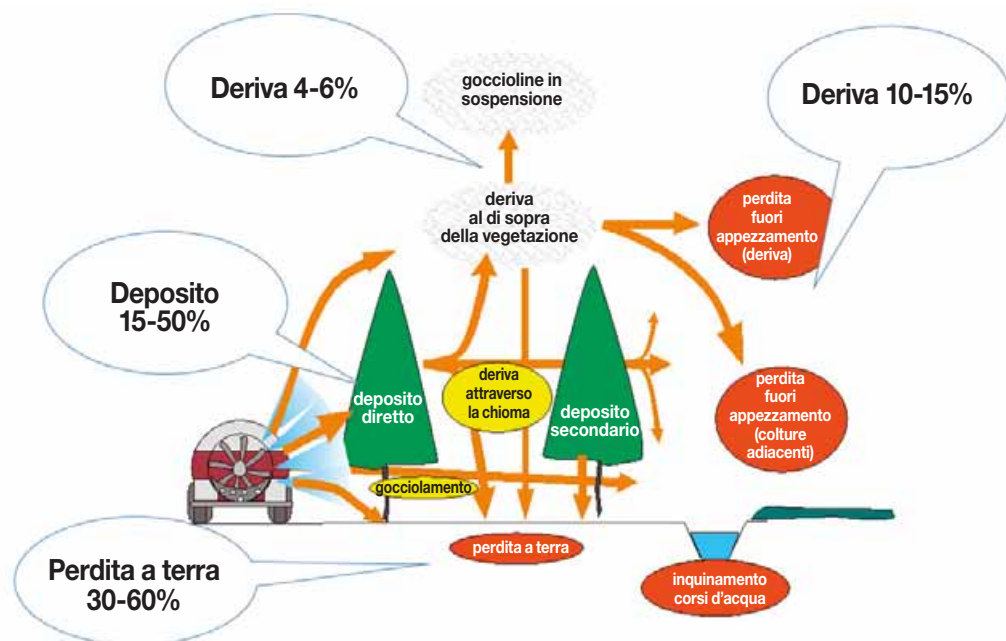 Deriva 4-6%
goccioline in
sospensione
Deriva 10-15%
deriva
al di sopra
della vegetazione
perdita
fuori
appezzamento
(deriva)
Deposito
15-50%
deposito
diretto
deriva
attraverso
la chioma
deposito
secondario
perdita
fuori
appezzamento
(colture
adiacenti)
gocciolamento
Perdita a terra
30-60%
perdita a terra
inquinamento
corsi d'acqua